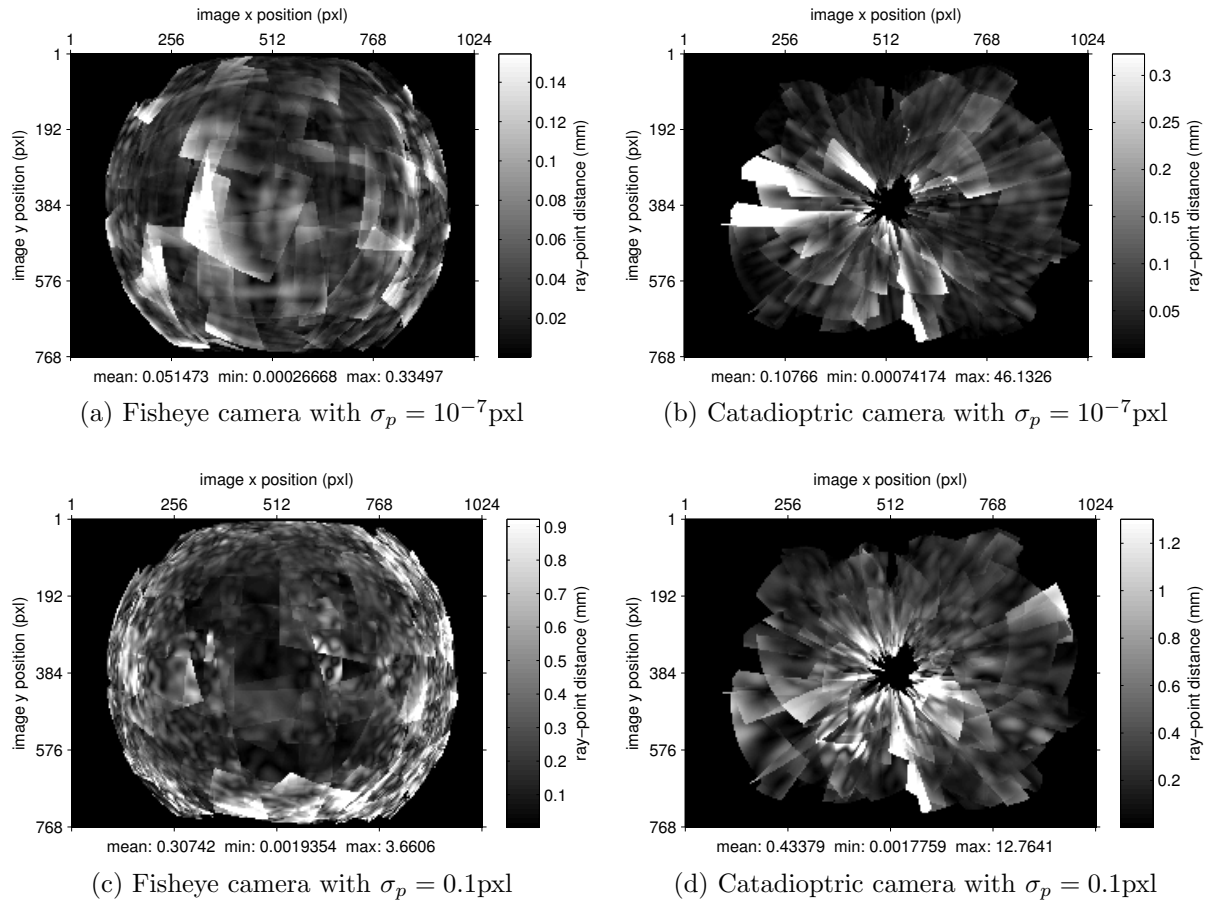 image x position (pxl)
1 256 512 768 1024
1
192
384
576
768
image y position (pxl)
0.14
0.12
0.1
0.08
0.06
0.04
0.02
ray−point distance (mm)
mean: 0.051473 min: 0.00026668 max: 0.33497
(a) Fisheye camera with σp = 10−7pxl
image x position (pxl)
1 256 512 768 1024
1
192
384
576
768
image y position (pxl)
0.3
0.25
0.2
0.15
0.1
0.05
ray−point distance (mm)
mean: 0.10766 min: 0.00074174 max: 46.1326
(b) Catadioptric camera with σp = 10−7pxl
image x position (pxl)
1 256 512 768 1024
1
192
384
576
768
image y position (pxl)
0.9
0.8
0.7
0.6
0.5
0.4
0.3
0.2
0.1
ray−point distance (mm)
mean: 0.30742 min: 0.0019354 max: 3.6606
(c) Fisheye camera with σp = 0.1pxl
image x position (pxl)
1 256 512 768 1024
1
192
384
576
768
image y position (pxl)
1.2
1
0.8
0.6
0.4
0.2
ray−point distance (mm)
mean: 0.43379 min: 0.0017759 max: 12.7641
(d) Catadioptric camera with σp = 0.1pxl